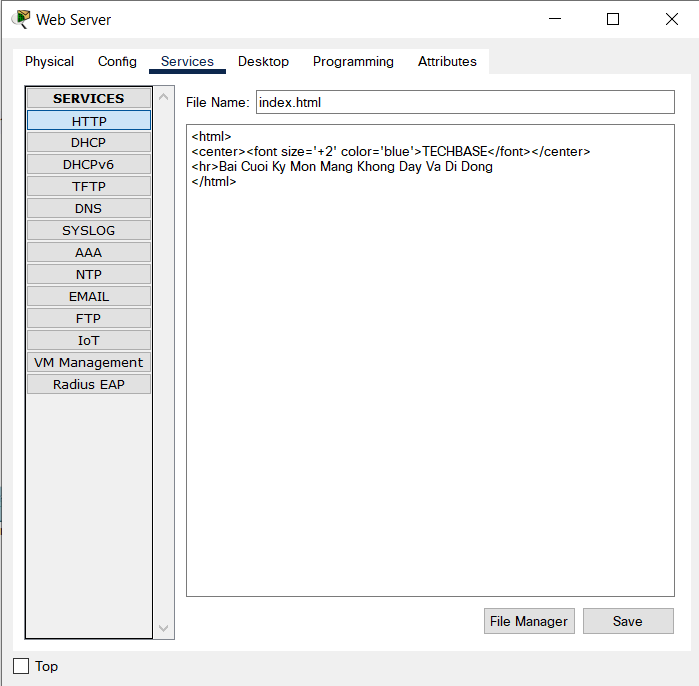 Web Server
Physical Config Services Desktop Programming Attributes
SERVICES
HTTP
DHCP
DHCPv6
TFTP
DNS
SYSLOG
AAA
NTP
EMAIL
FTP
IoT
VM Management
Radius EAP
File Name: index.html
<html>
<center><font size='+2' color='blue'>TECHBASE</font></center>
<hr>Bai Cuoi Ky Mon Mang Khong Day Va Di Dong
</html>
File Manager Save
Top